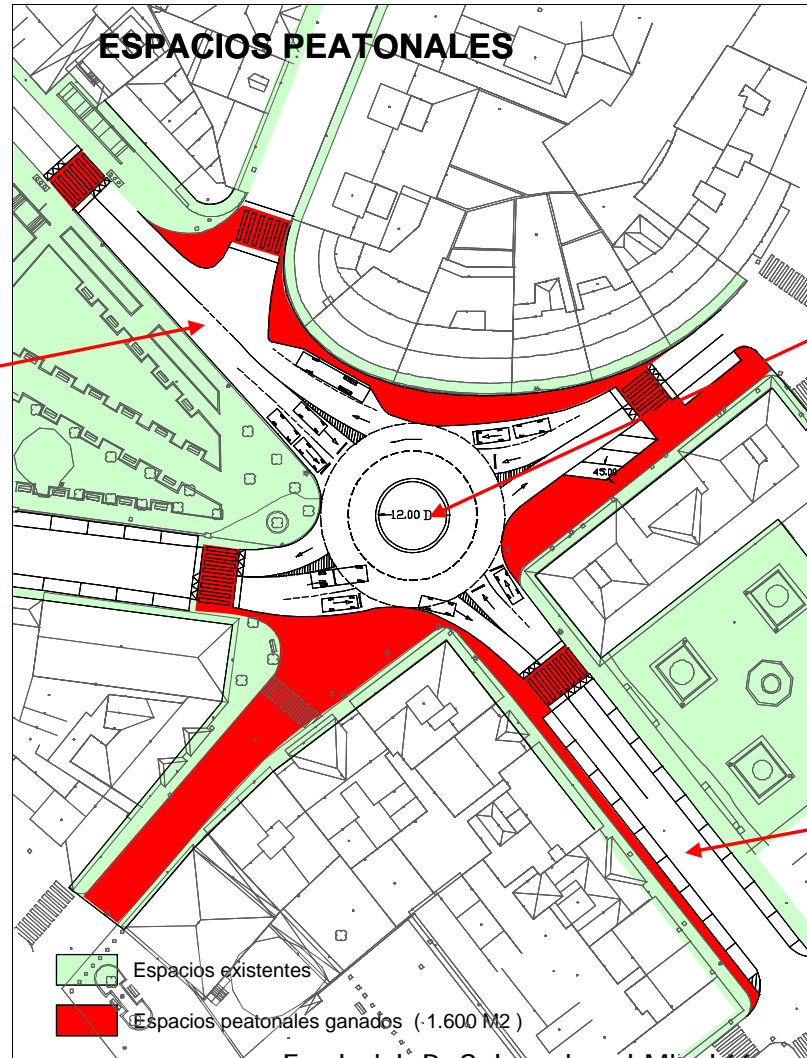 ESPACIOS PEATONALES
45.00
12.00 D
Espacios existentes
Espacios peatonales ganados (·1.600 M2 )